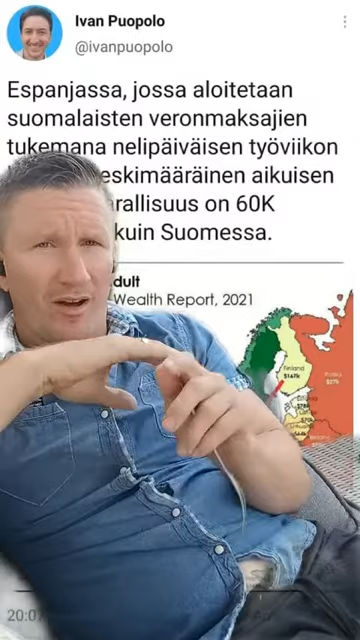 Ivan Puopolo
@ivanpuopolo
Espanjassa, jossa aloitetaan
suomalaisten veronmaksajien
tukemana nelipäiväisen työviikon
eskimääräinen aikuisen
rallisuus on 60K
kuin Suomessa.
dult
Wealth Report, 2021
Finland
$167k
20:07